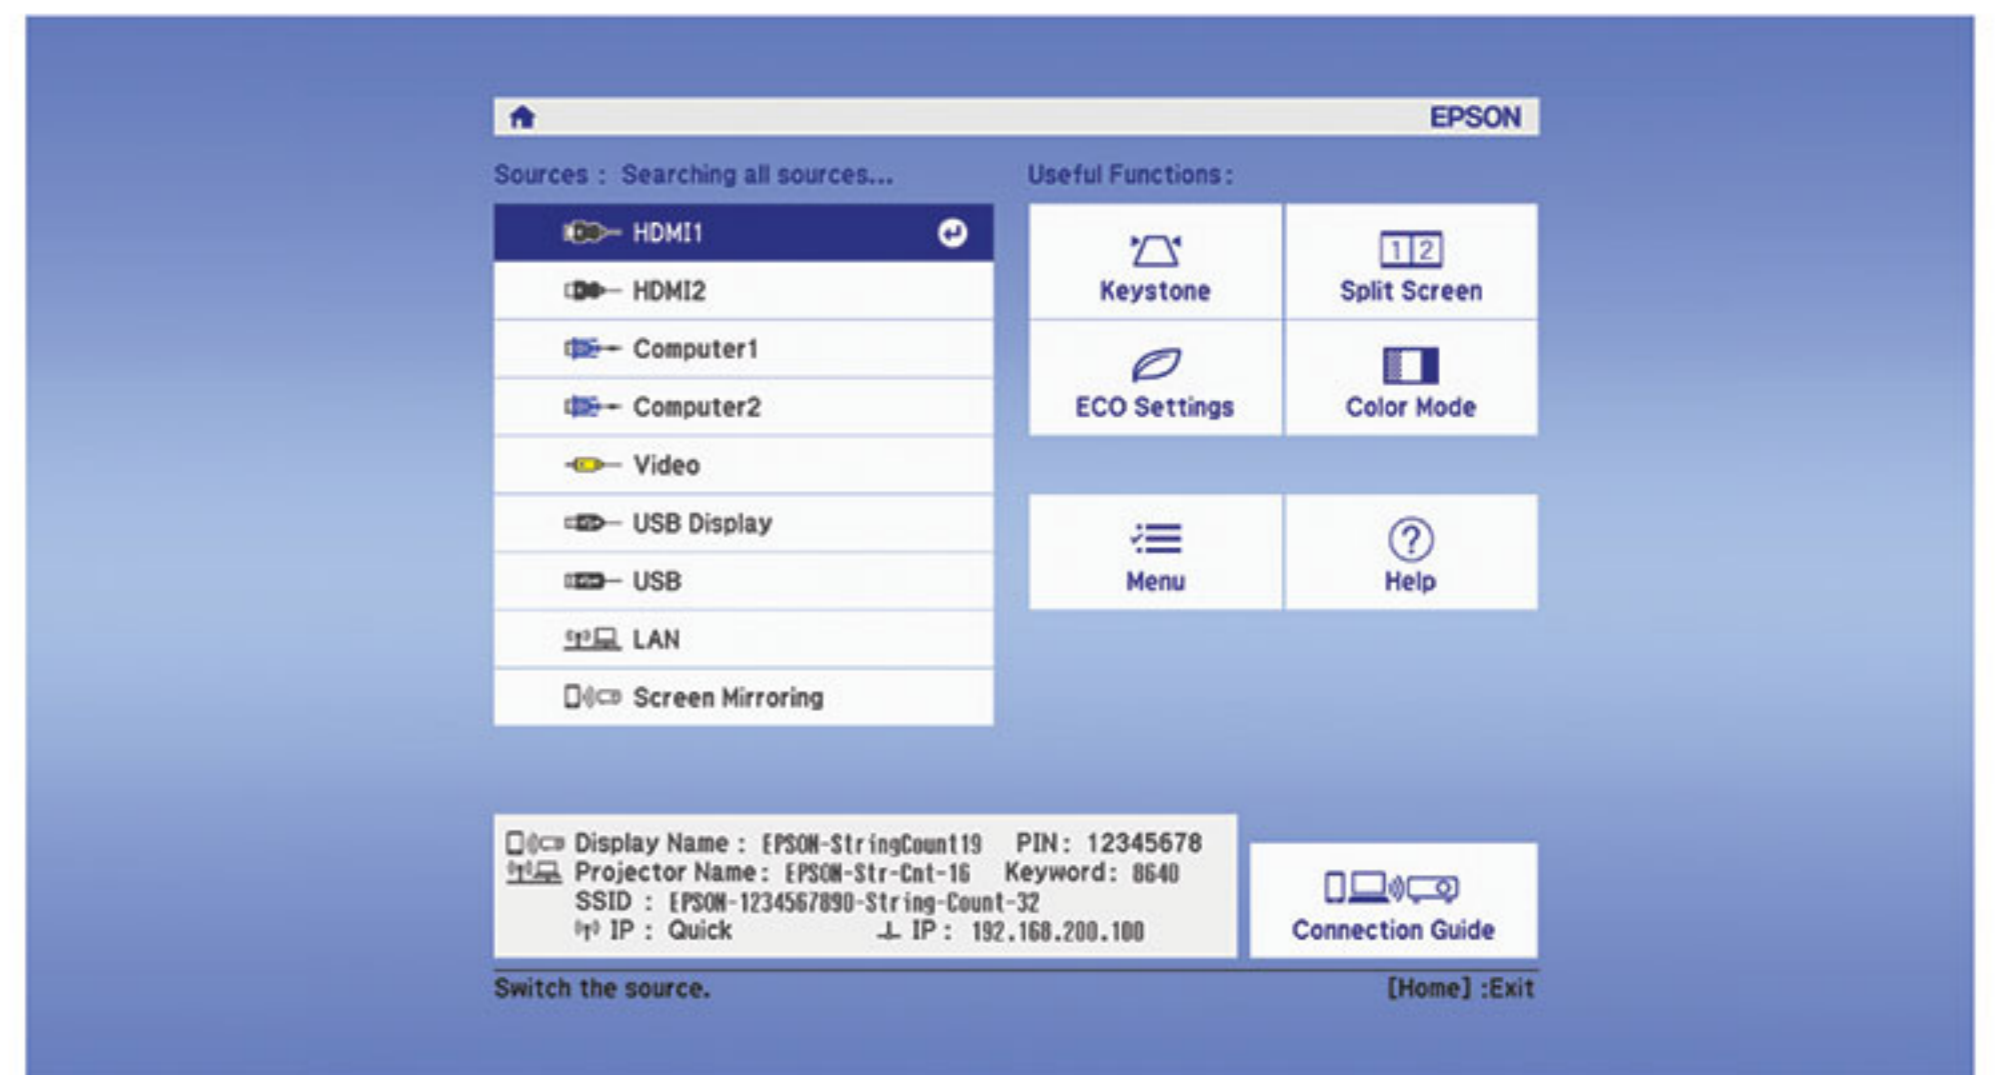 EPSON
Sources : Searching all sources...
HDMI1
HDMI2
Computer1
Computer2
Video
USB Display
USB
LAN
Screen Mirroring
Useful Functions:
Keystone
1 2
Split Screen
ECO Settings
Color Mode
Menu
?
Help
Display Name : EPSON-StringCount119 PIN: 12345678
Projector Name: EPSON-Str-Cnt-16 Keyword: 8640
SSID : EPSON-1234567890-String-Count-32
IP : Quick IP : 192.168.200.100
Connection Guide
Switch the source.
[Home] :Exit